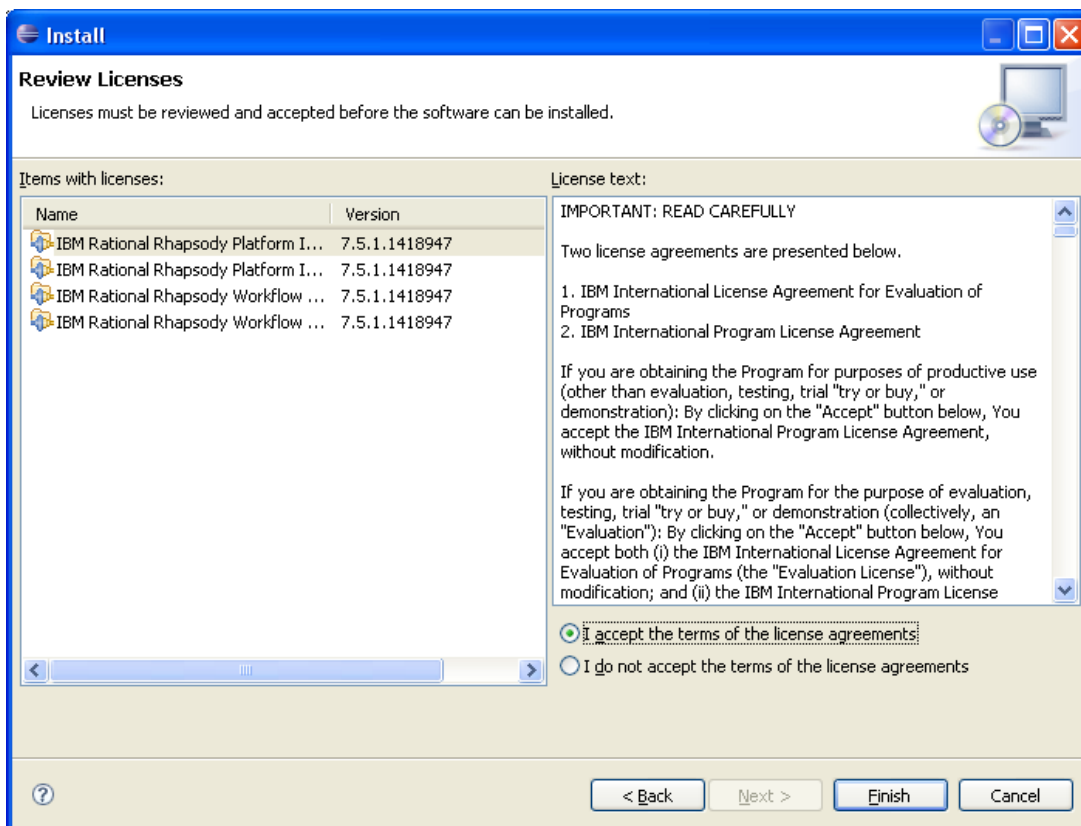 Install
Review Licenses
Licenses must be reviewed and accepted before the software can be installed.
Items with licenses:
Name Version
IBM Rational Rhapsody Platform I... 7.5.1.1418947
IBM Rational Rhapsody Platform I... 7.5.1.1418947
IBM Rational Rhapsody Workflow ... 7.5.1.1418947
IBM Rational Rhapsody Workflow ... 7.5.1.1418947
License text:
IMPORTANT: READ CAREFULLY
Two license agreements are presented below.
1. IBM International License Agreement for Evaluation of
Programs
2. IBM International Program License Agreement
If you are obtaining the Program for purposes of productive use
(other than evaluation, testing, trial "try or buy," or
demonstration): By clicking on the "Accept" button below, You
accept the IBM International Program License Agreement,
without modification.
If you are obtaining the Program for the purpose of evaluation,
testing, trial "try or buy," or demonstration (collectively, an
"Evaluation"): By clicking on the "Accept" button below, You
accept both (i) the IBM International License Agreement for
Evaluation of Programs (the "Evaluation License"), without
modification; and (ii) the IBM International Program License
I accept the terms of the license agreements
I do not accept the terms of the license agreements
? < Back Next > Finish Cancel